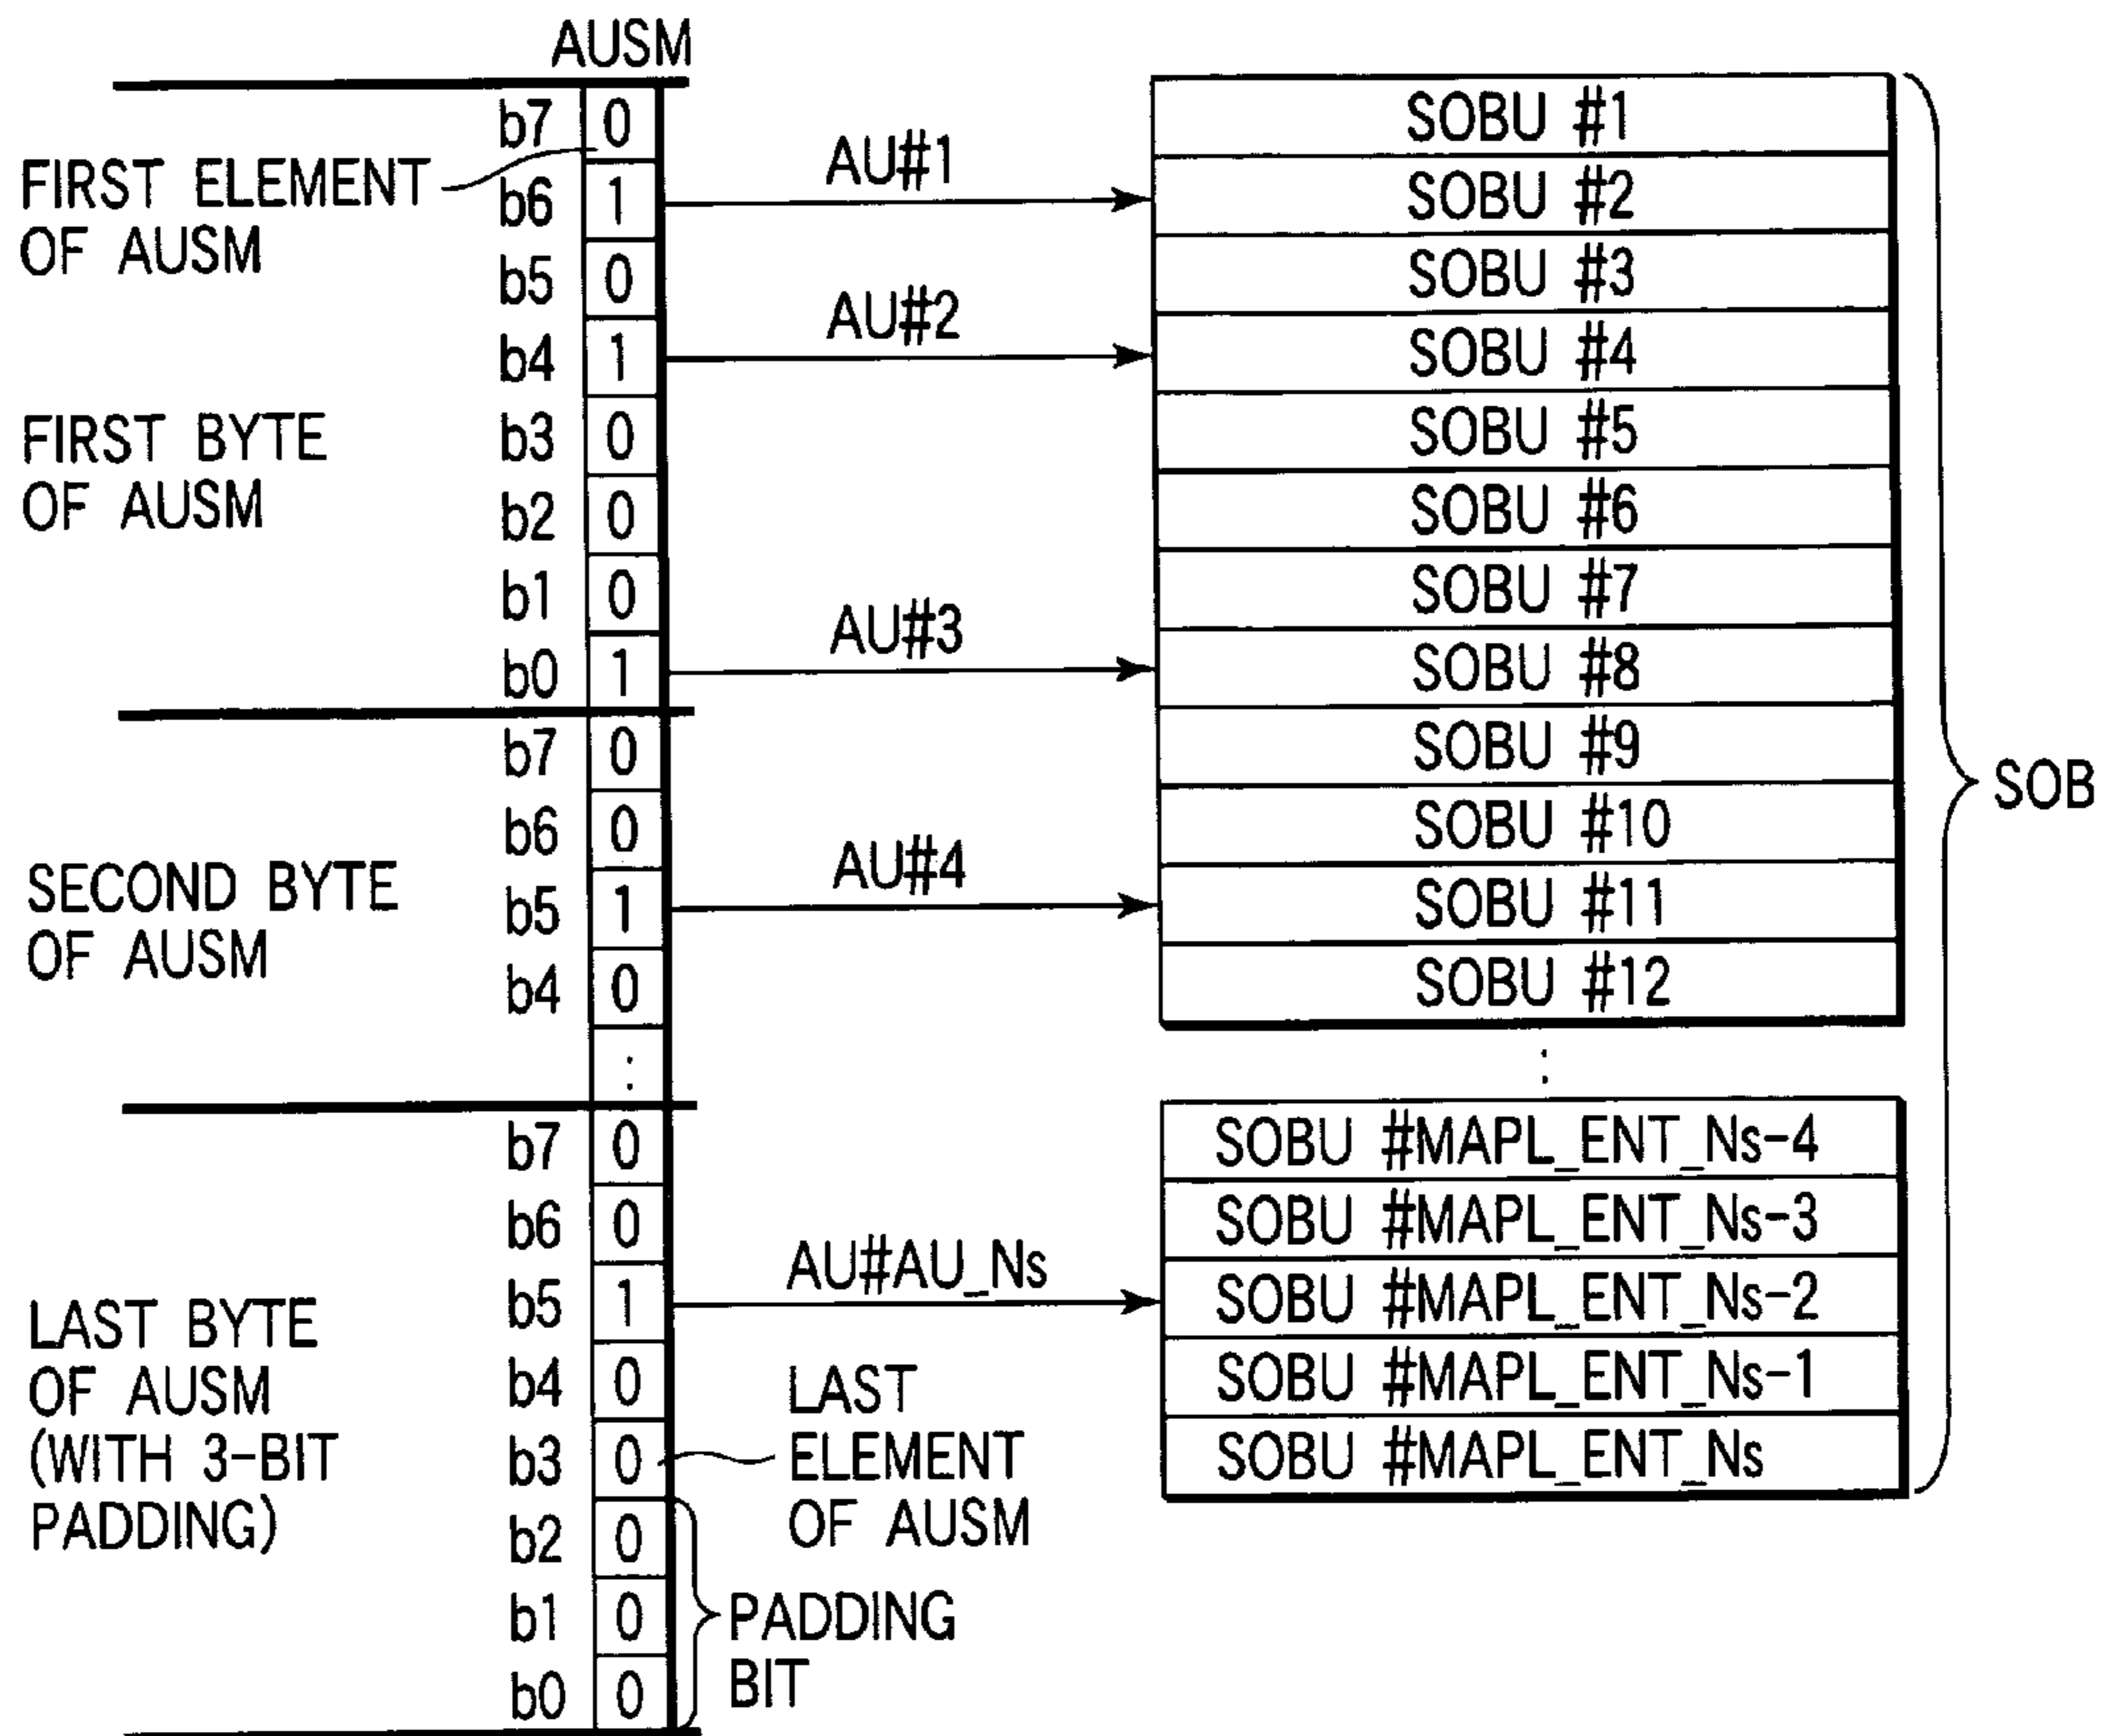 AUSM
b7 0 SOBU #1
FIRST ELEMENT
OF AUSM
b6 1 AU#1 SOBU #2
b5 0 SOBU #3
b4 1 AU#2 SOBU #4
FIRST BYTE
OF AUSM
b3 0 SOBU #5
b2 0 SOBU #6
b1 0 SOBU #7
b0 1 AU#3 SOBU #8
b7 0 SOBU #9
SOB
b6 0 SOBU #10
SECOND BYTE
OF AUSM
b5 1 AU#4 SOBU #11
b4 0 SOBU #12
: :
b7 0 SOBU #MAPL_ENT_Ns-4
b6 0 SOBU #MAPL_ENT_Ns-3
b5 1 AU#AU_Ns SOBU #MAPL_ENT_Ns-2
LAST BYTE
OF AUSM
(WITH 3-BIT
PADDING)
b4 0 SOBU #MAPL_ENT_Ns-1
b3 0 SOBU #MAPL_ENT_Ns
LAST
ELEMENT
OF AUSM
b2 0
b1 0
b0 0
PADDING
BIT